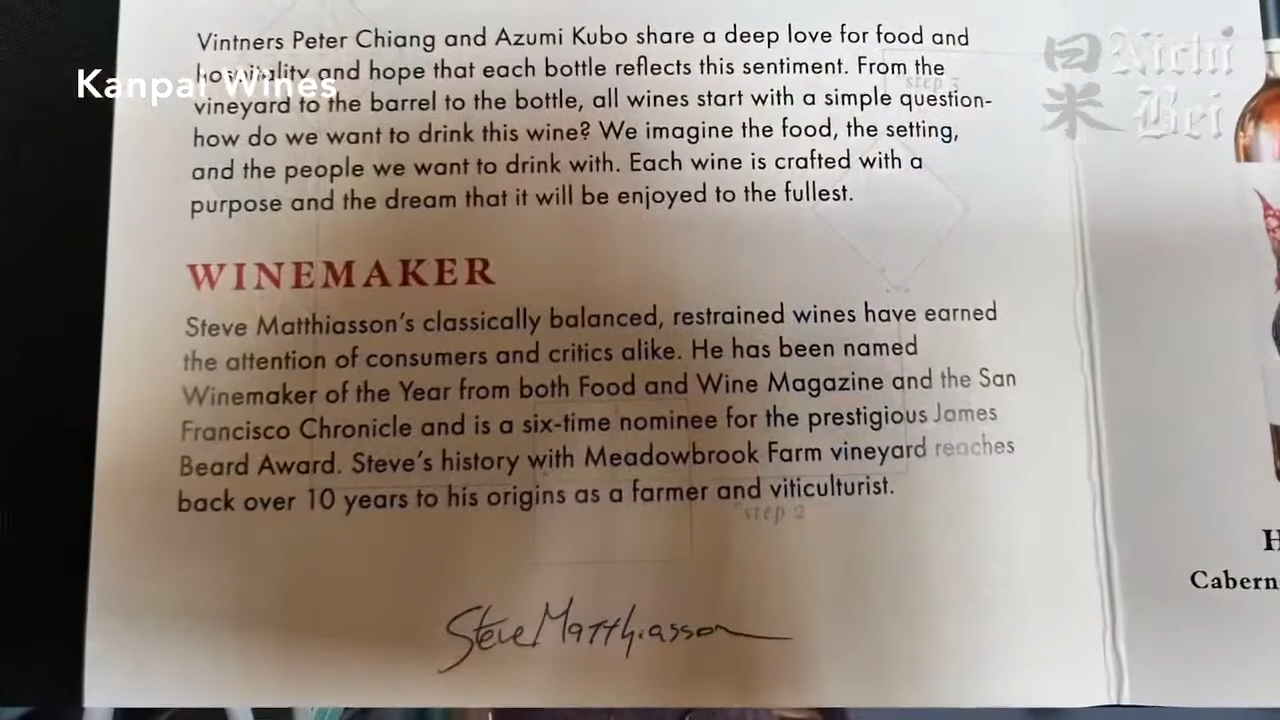 Vintners Peter Chiang and Azumi Kubo share a deep love for food and
hospitality and hope that each bottle reflects this sentiment. From the
Kanpai Wines
vineyard to the barrel to the bottle, all wines start with a simple question-
how do we want to drink this wine? We imagine the food, the setting,
and the people we want to drink with. Each wine is crafted with a
purpose and the dream that it will be enjoyed to the fullest.
日米
Nichi
Bei
step 3
WINEMAKER
Steve Matthiasson's classically balanced, restrained wines have earned
the attention of consumers and critics alike. He has been named
Winemaker of the Year from both Food and Wine Magazine and the San
Francisco Chronicle and is a six-time nominee for the prestigious James
Beard Award. Steve's history with Meadowbrook Farm vineyard reaches
back over 10 years to his origins as a farmer and viticulturist.
step 2
Steve Matthiasson
H
Cabern